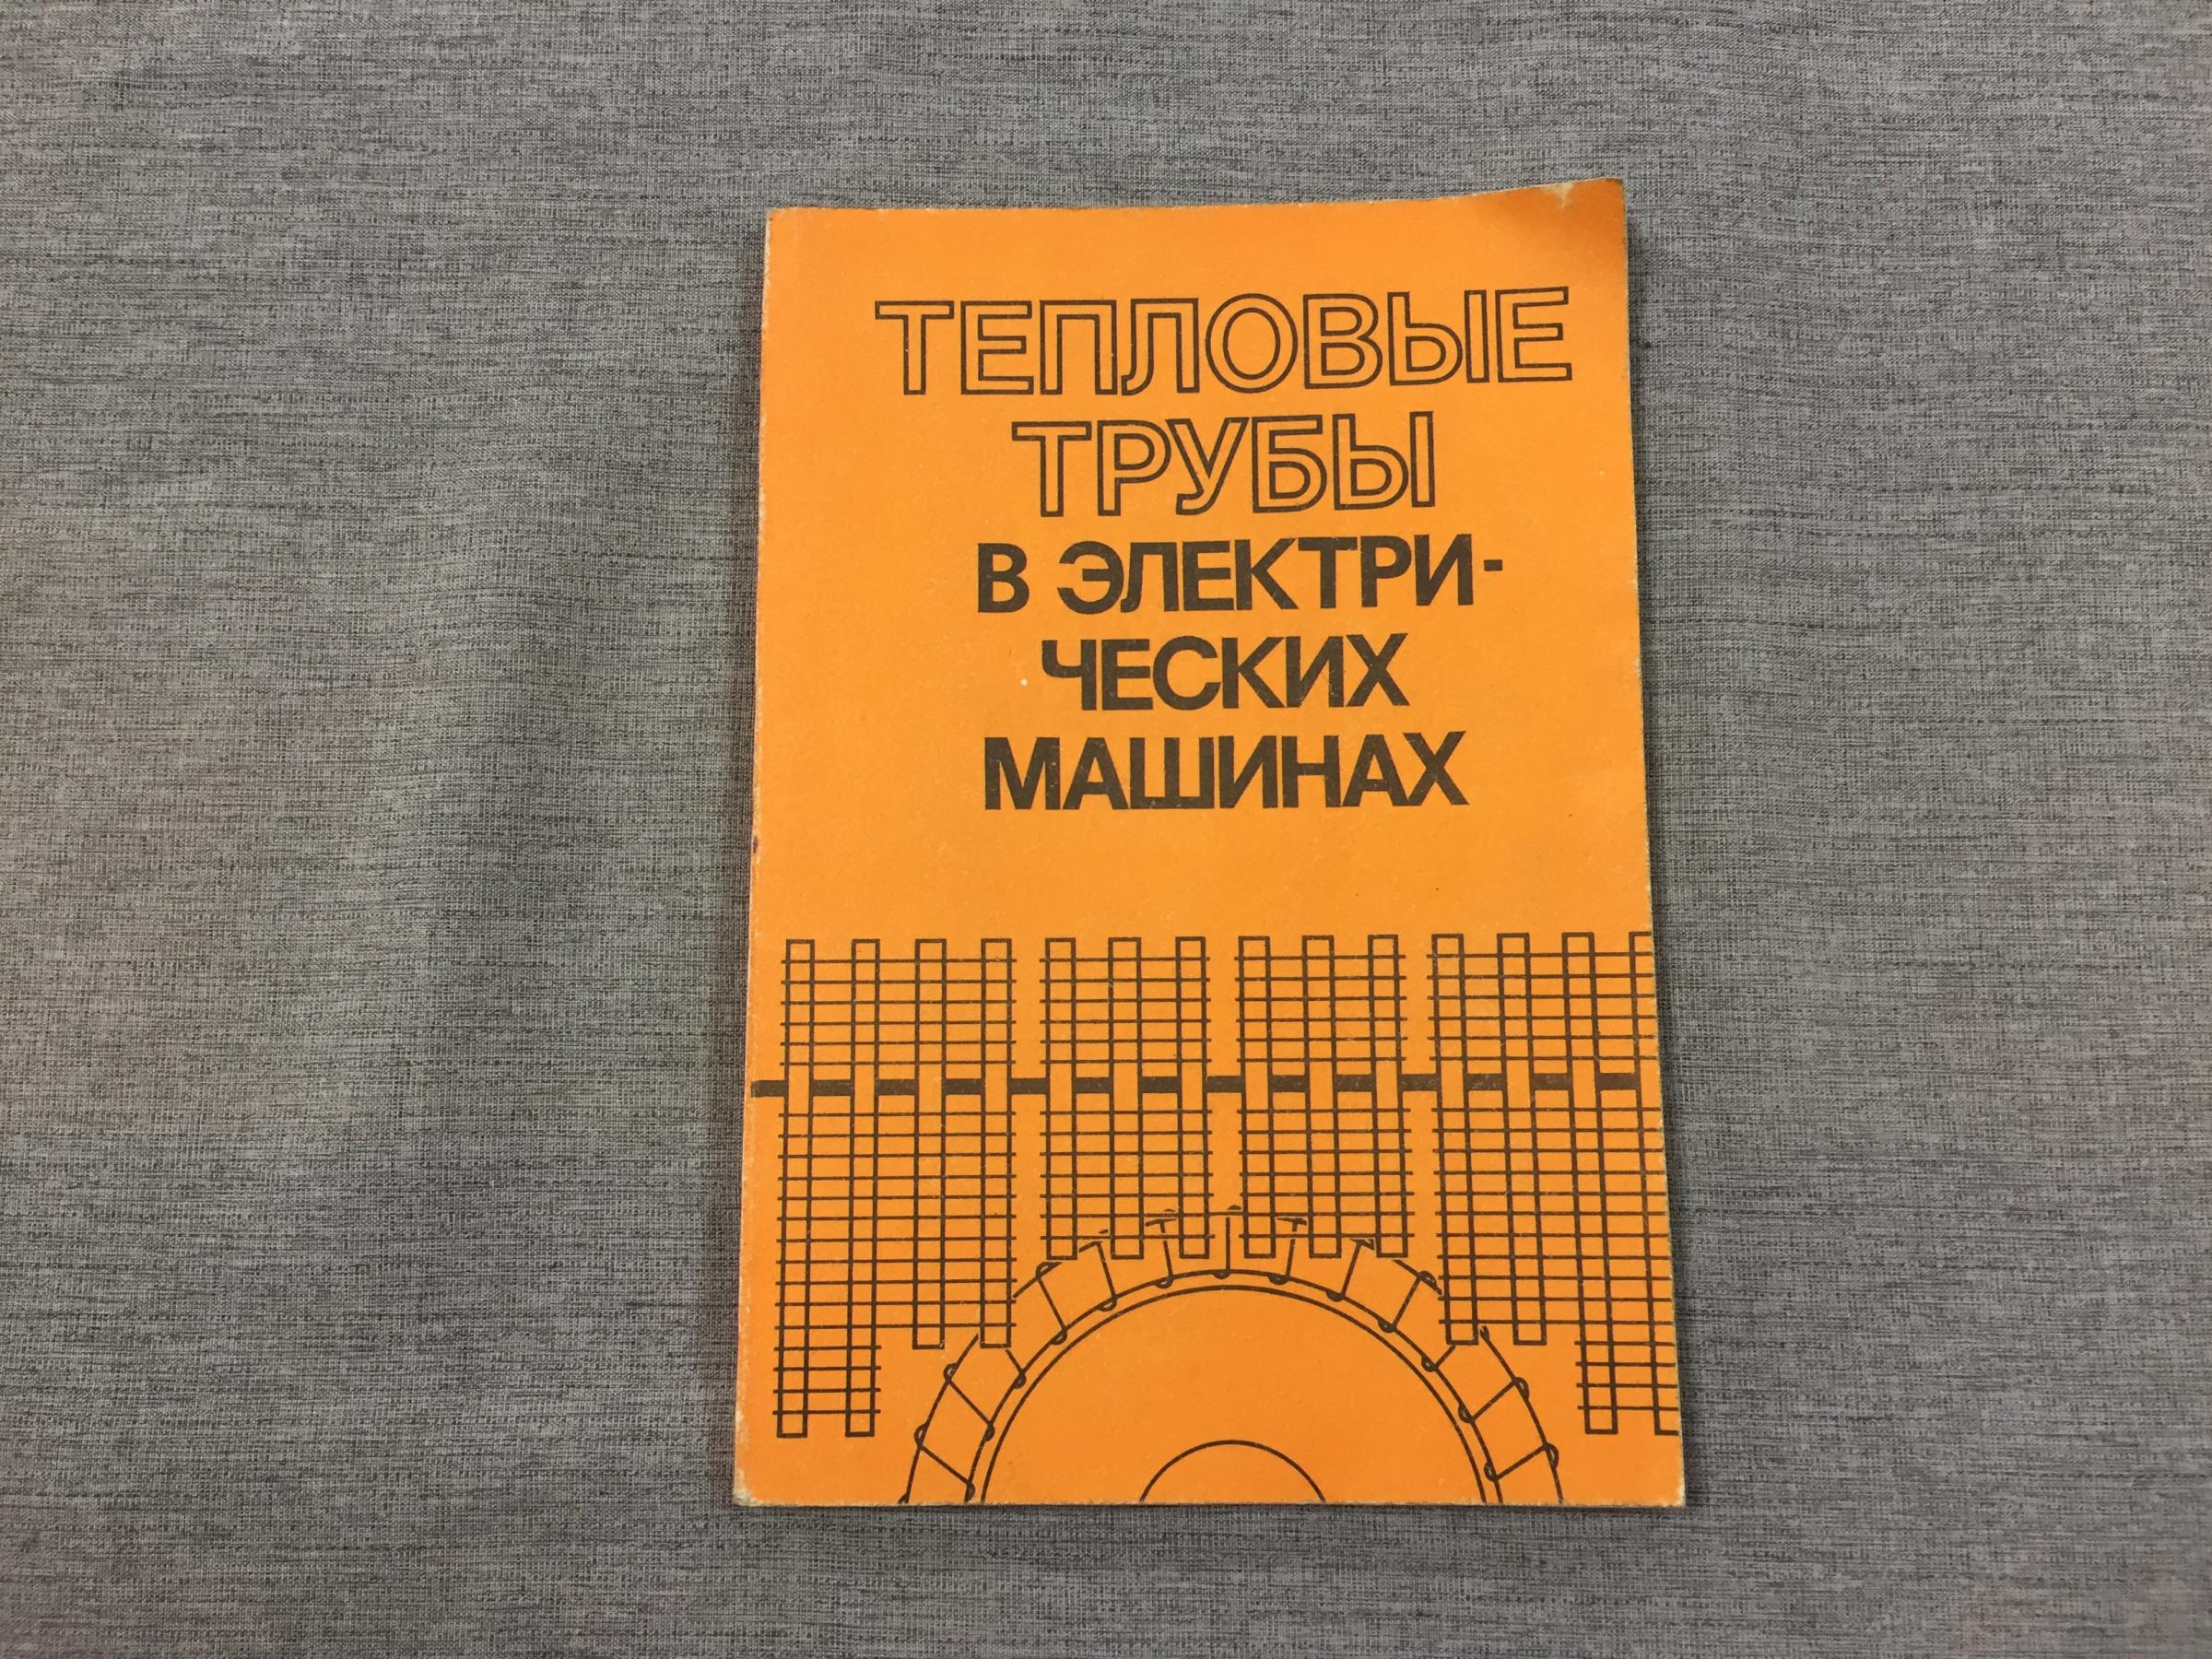 ТЕПЛОВЫЕ
ТРУБЫ
В ЭЛЕКТРИ-
ЧЕСКИХ
МАШИНАХ